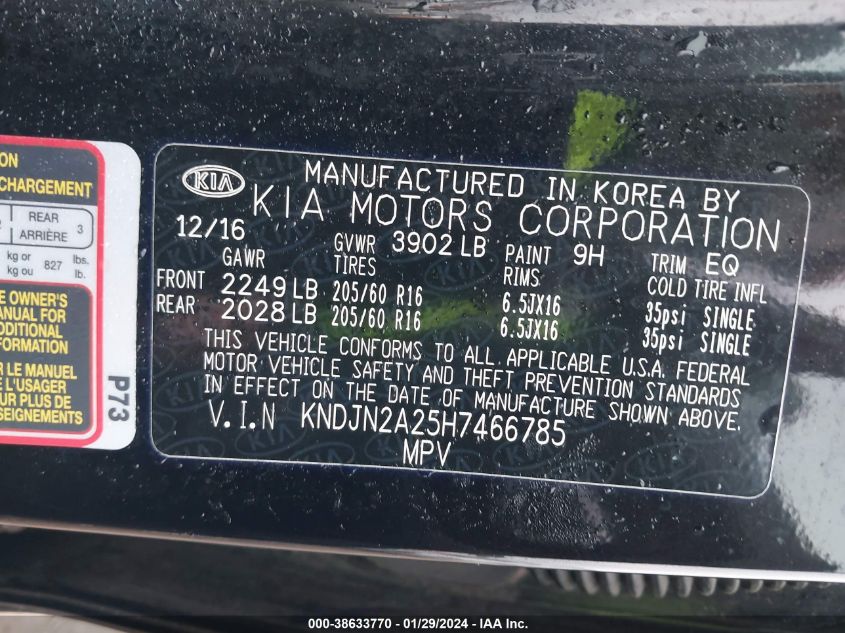 ON
CHARGEMENT
REAR 3
ARRIÈRE
kg or lbs.
kg ou 827 lb.
E OWNER'S
ANUAL FOR
DDITIONAL
FORMATION
R LE MANUEL
E L'USAGER
UR PLUS DE
SEIGNEMENTS
P73
KIA
MANUFACTURED IN KOREA BY
KIA MOTORS CORPORATION
12/16 GVWR 3902 LB PAINT 9H TRIM EQ
GAWR TIRES RIMS COLD TIRE INFL
FRONT 2249 LB 205/60 R16 6.5JX16 35psi SINGLE
REAR 2028 LB 205/60 R16 6.5JX16 35psi SINGLE
THIS VEHICLE CONFORMS TO ALL APPLICABLE U.S.A. FEDERAL
MOTOR VEHICLE SAFETY AND THEFT PREVENTION STANDARDS
IN EFFECT ON THE DATE OF MANUFACTURE SHOWN ABOVE.
V.I.N KNDJN2A25H7466785
MPV
000-38633770 - 01/29/2024 - IAA Inc.